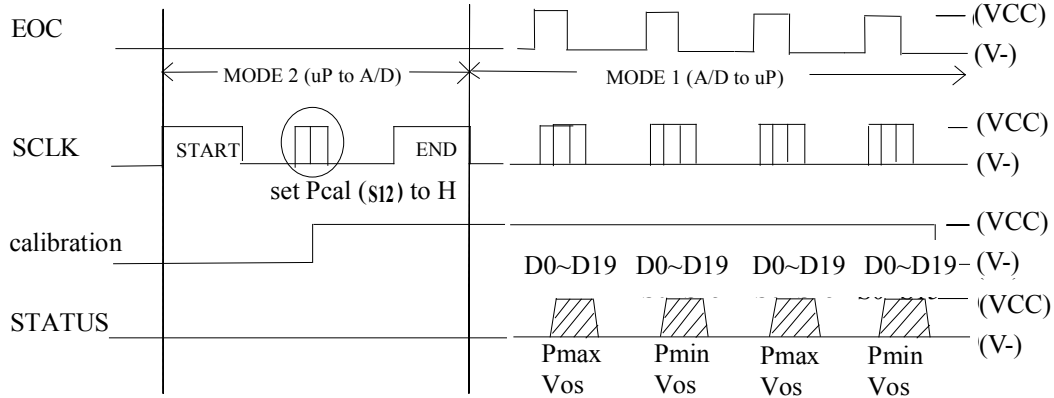 EOC
(VCC)
(V-)
MODE 2 (uP to A/D)
MODE 1 (A/D to uP)
SCLK
START
END
(VCC)
(V-)
set Pcal (S12) to H
calibration
(VCC)
D0~D19
D0~D19
D0~D19
D0~D19
(V-)
STATUS
(VCC)
(V-)
Pmax
Pmin
Pmax
Pmin
Vos
Vos
Vos
Vos